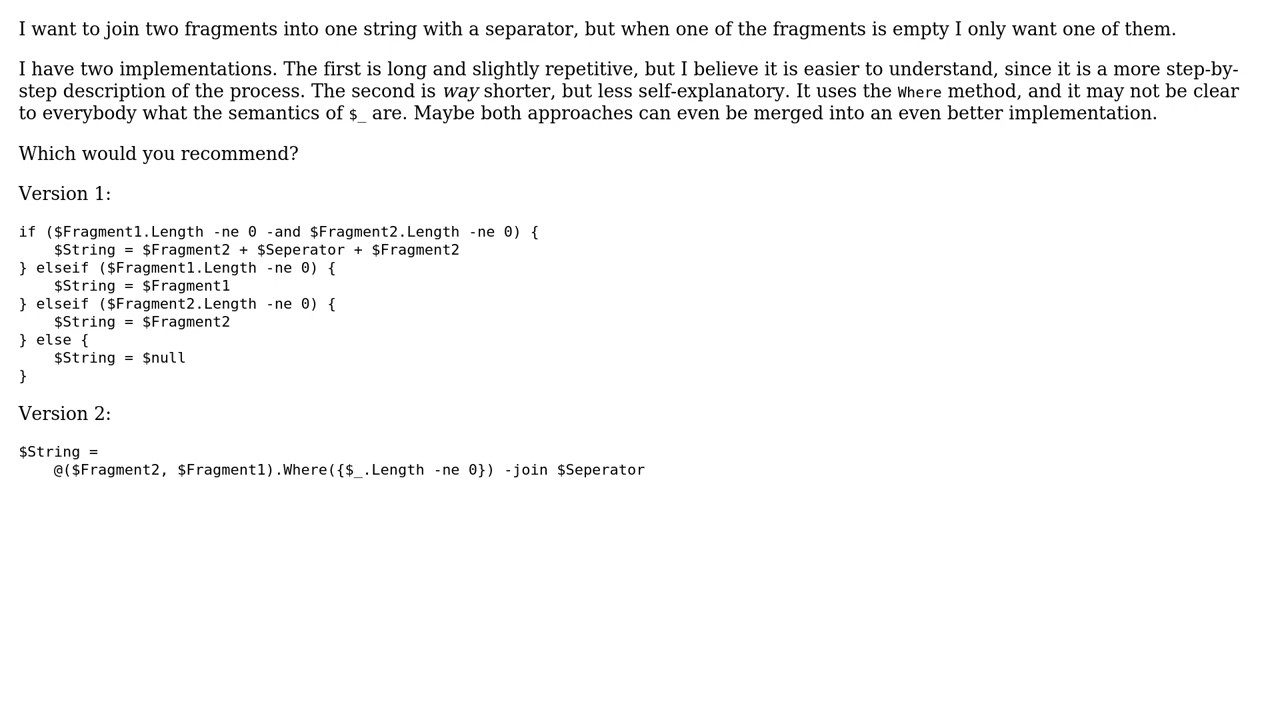 I want to join two fragments into one string with a separator, but when one of the fragments is empty I only want one of them.
I have two implementations. The first is long and slightly repetitive, but I believe it is easier to understand, since it is a more step-by-
step description of the process. The second is way shorter, but less self-explanatory. It uses the Where method, and it may not be clear
to everybody what the semantics of $_ are. Maybe both approaches can even be merged into an even better implementation.
Which would you recommend?
Version 1:
if ($Fragment1.Length -ne 0 -and $Fragment2.Length -ne 0) {
    $String = $Fragment2 + $Seperator + $Fragment2
} elseif ($Fragment1.Length -ne 0) {
    $String = $Fragment1
} elseif ($Fragment2.Length -ne 0) {
    $String = $Fragment2
} else {
    $String = $null
}
Version 2:
$String =
    @($Fragment2, $Fragment1).Where({$_.Length -ne 0}) -join $Seperator